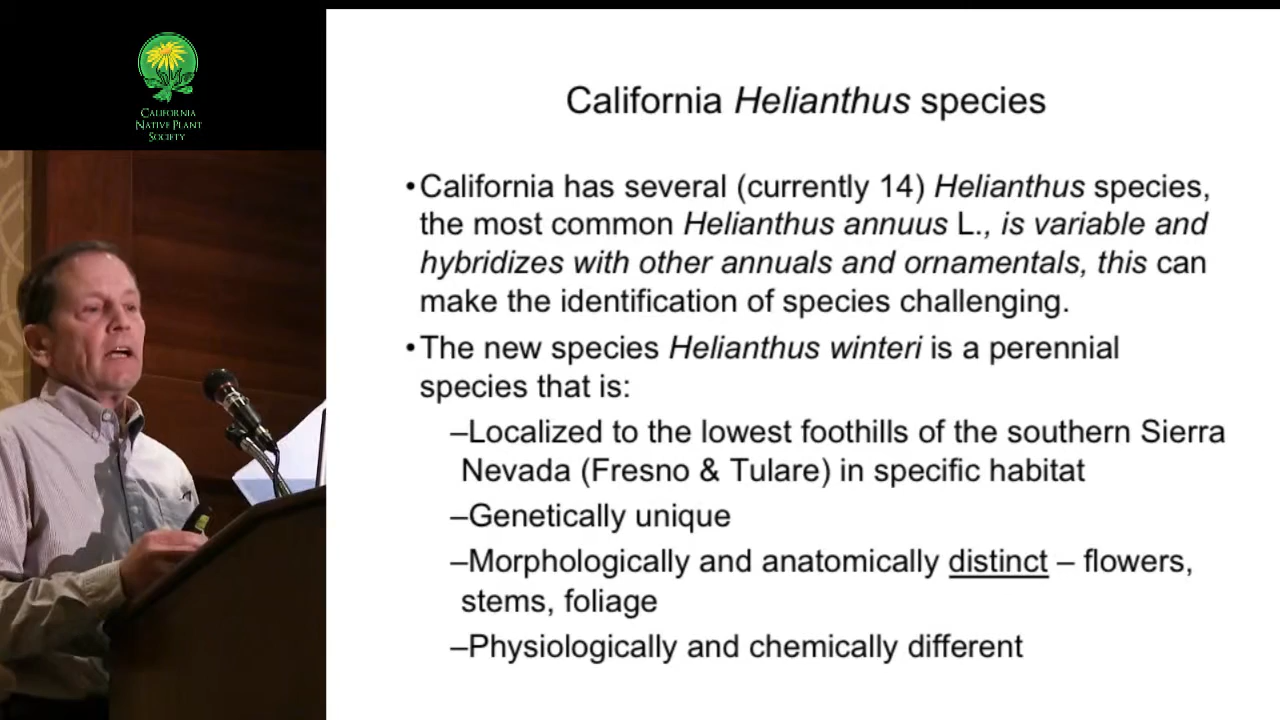 CALIFORNIA
NATIVE PLANT
SOCIETY
California Helianthus species
•California has several (currently 14) Helianthus species,
the most common Helianthus annuus L., is variable and
hybridizes with other annuals and ornamentals, this can
make the identification of species challenging.
•The new species Helianthus winteri is a perennial
species that is:
–Localized to the lowest foothills of the southern Sierra
Nevada (Fresno & Tulare) in specific habitat
–Genetically unique
–Morphologically and anatomically distinct – flowers,
stems, foliage
–Physiologically and chemically different